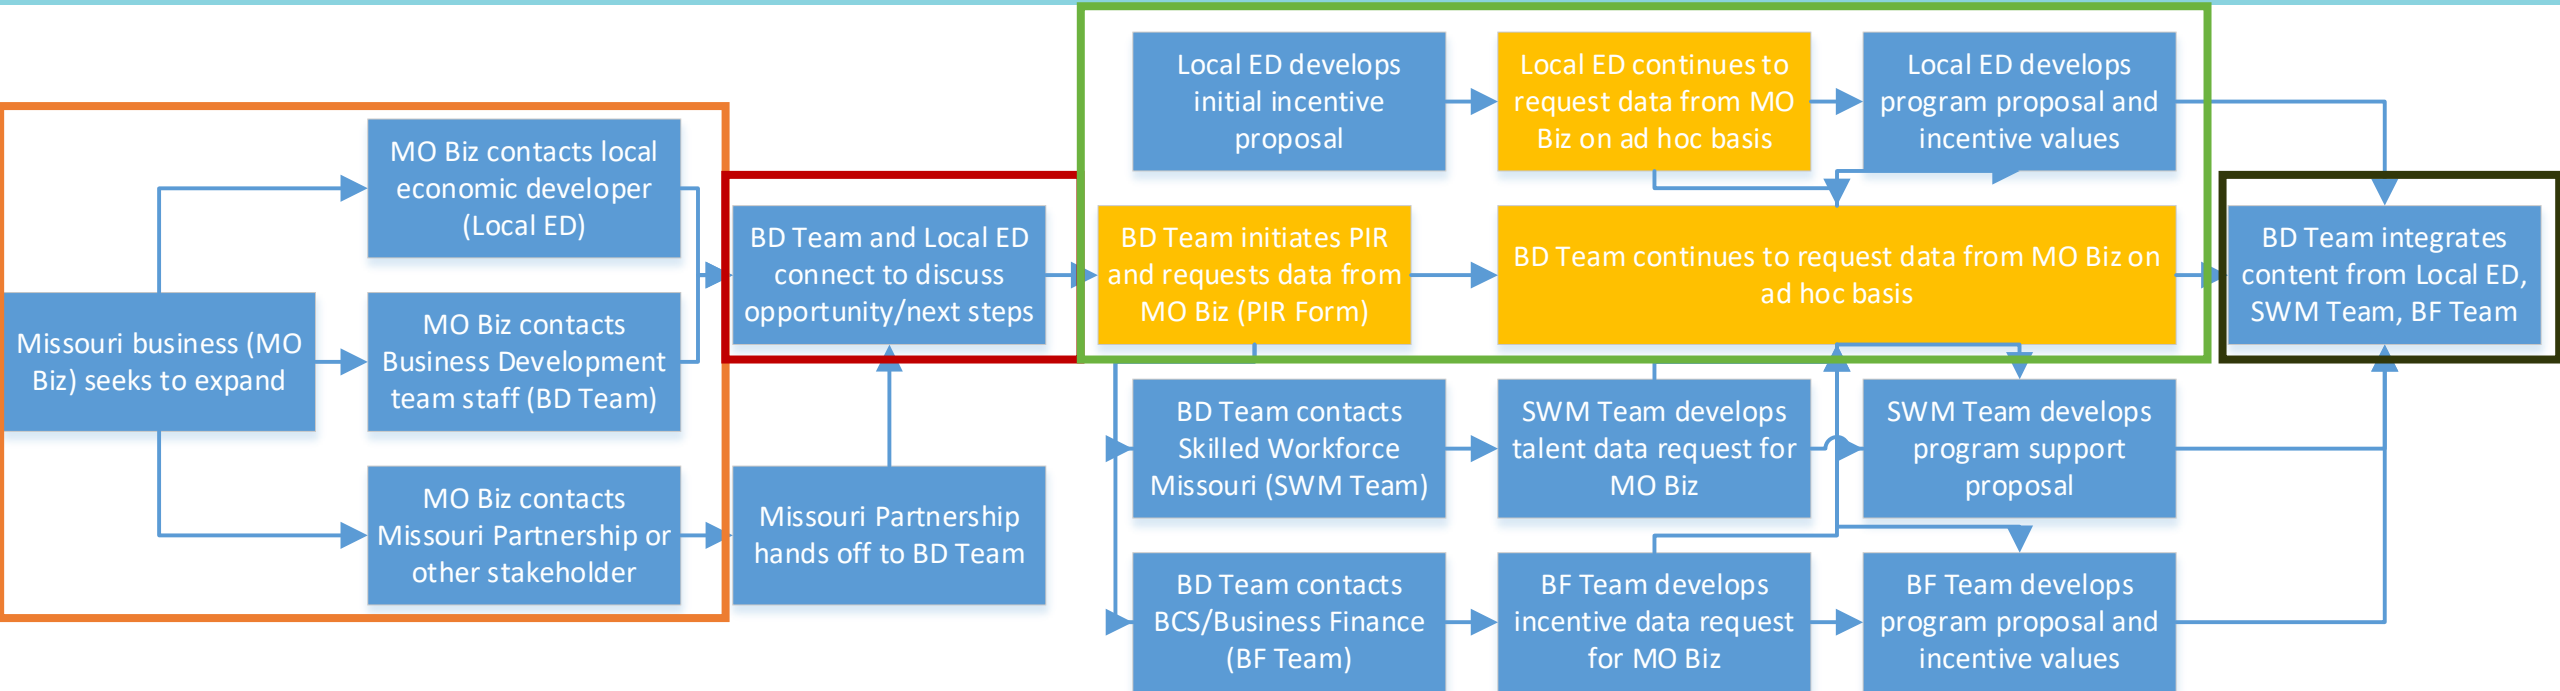 Missouri business (MO
Biz) seeks to expand
MO Biz contacts local
economic developer
(Local ED)
MO Biz contacts
Business Development
team staff (BD Team)
MO Biz contacts
Missouri Partnership or
other stakeholder
BD Team and Local ED
connect to discuss
opportunity/next steps
Missouri Partnership
hands off to BD Team
Local ED develops
initial incentive
proposal
Local ED continues to
request data from MO
Biz on ad hoc basis
Local ED develops
program proposal and
incentive values
BD Team initiates PIR
and requests data from
MO Biz (PIR Form)
BD Team continues to request data from MO Biz on
ad hoc basis
BD Team contacts
Skilled Workforce
Missouri (SWM Team)
SWM Team develops
talent data request for
MO Biz
SWM Team develops
program support
proposal
BD Team contacts
BCS/Business Finance
(BF Team)
BF Team develops
incentive data request
for MO Biz
BF Team develops
program proposal and
incentive values
BD Team integrates
content from Local ED,
SWM Team, BF Team